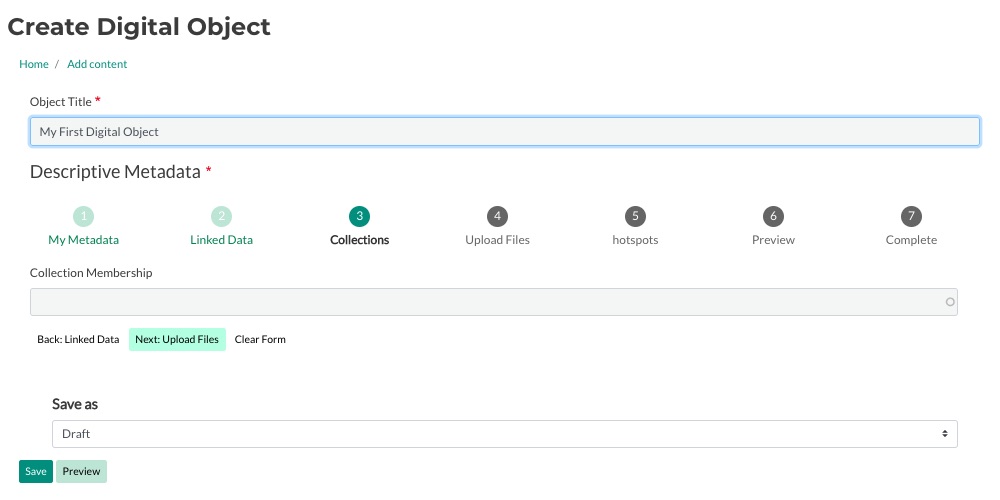 Create Digital Object
Home / Add content
Object Title *
My First Digital Object
Descriptive Metadata *
1 2 3 4 5 6 7
My Metadata Linked Data Collections Upload Files hotspots Preview Complete
Collection Membership
Back: Linked Data Next: Upload Files Clear Form
Save as
Draft
Save Preview